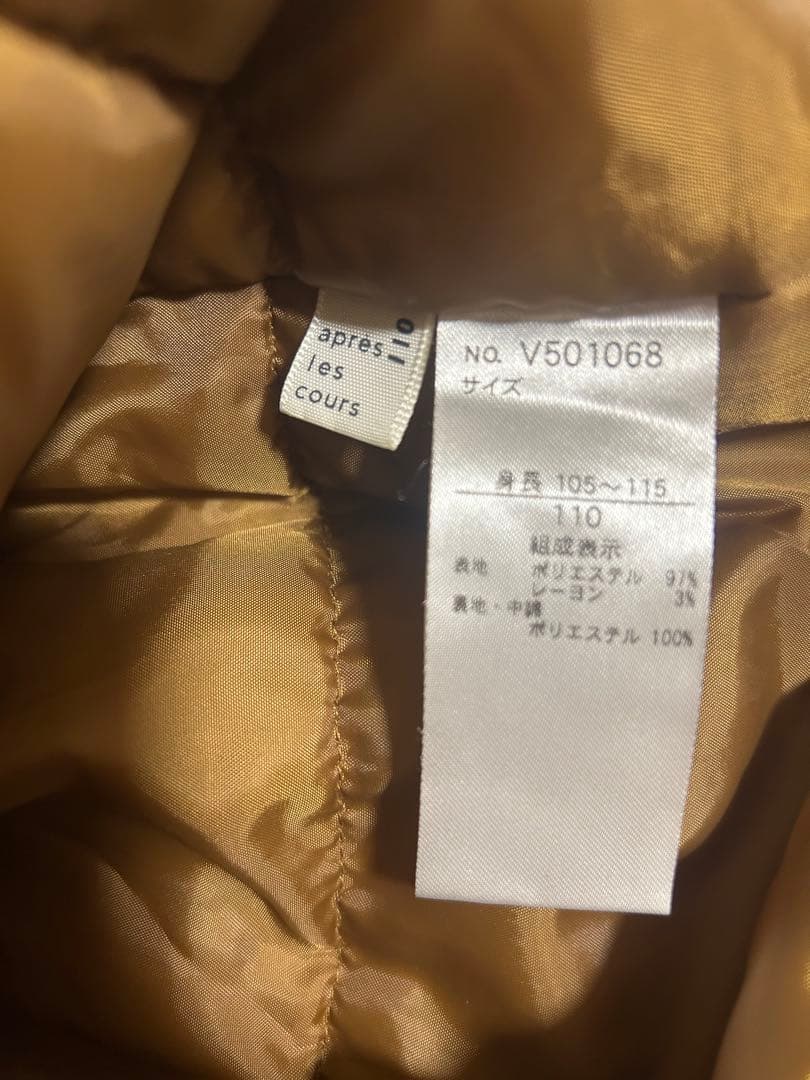 110
apres
les
cours
NO. V501068
サイズ
身長 105～115
110
組成表示
表地 ポリエステル 97%
レーヨン 3%
裏地・中綿
ポリエステル 100%